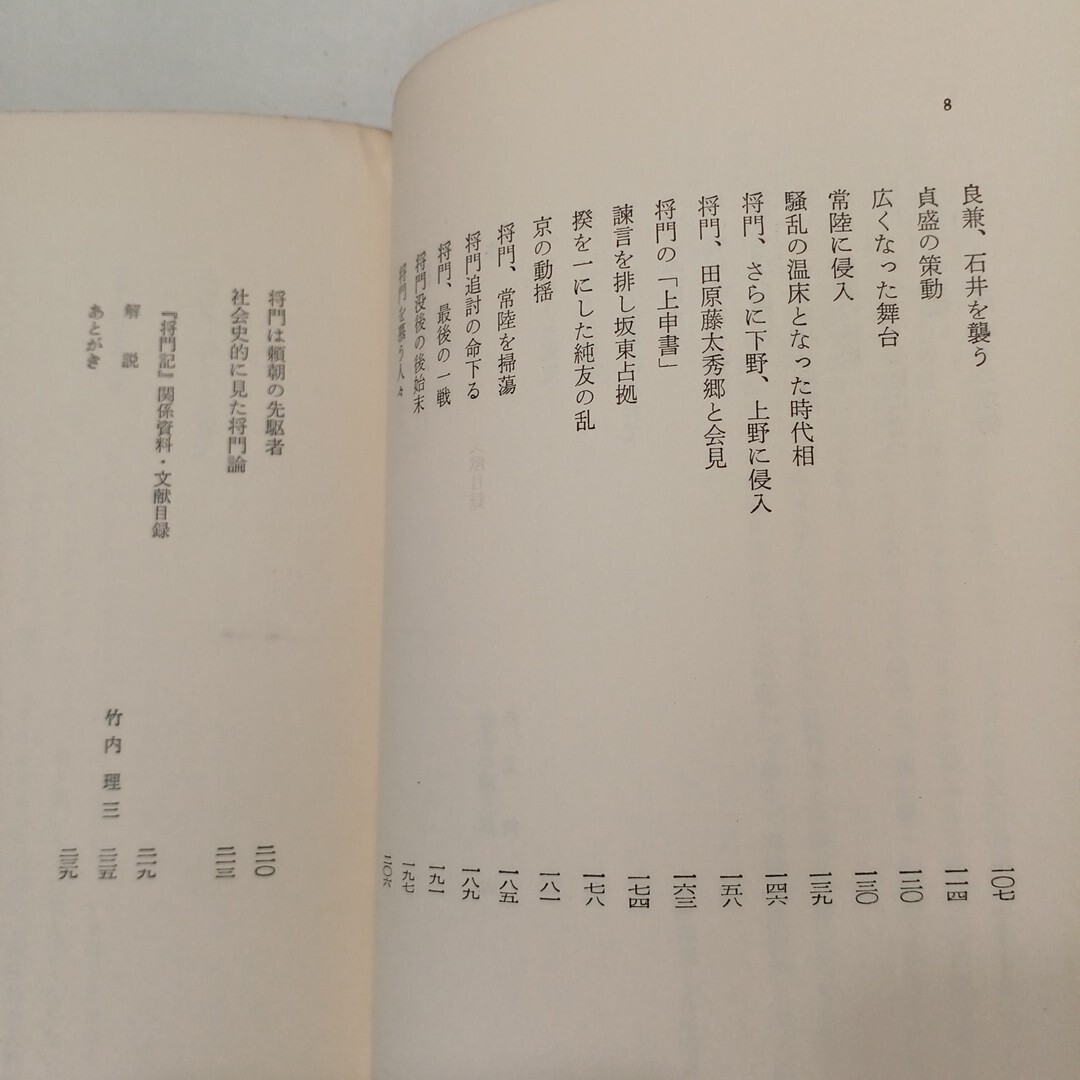 8
良兼、石井を襲う 一〇七
貞盛の策動 一一四
広くなった舞台 一二〇
常陸に侵入 一三〇
騒乱の温床となった時代相 一三九
将門、さらに下野、上野に侵入 一四六
将門、田原藤太秀郷と会見 一五八
将門の「上申書」 一六三
諫言を排し坂東占拠 一七四
揆を一にした純友の乱 一七八
京の動揺 一八一
将門、常陸を掃蕩 一八五
将門追討の命下る 一八九
将門、最後の一戦 一九一
将門没後の後始末 一九七
将門を慕う人々 二〇六
将門は頼朝の先駆者 二一〇
社会史的に見た将門論 二一三
『将門記』関係資料・文献目録 二一九
解説 竹内理三 二三五
あとがき 二三九